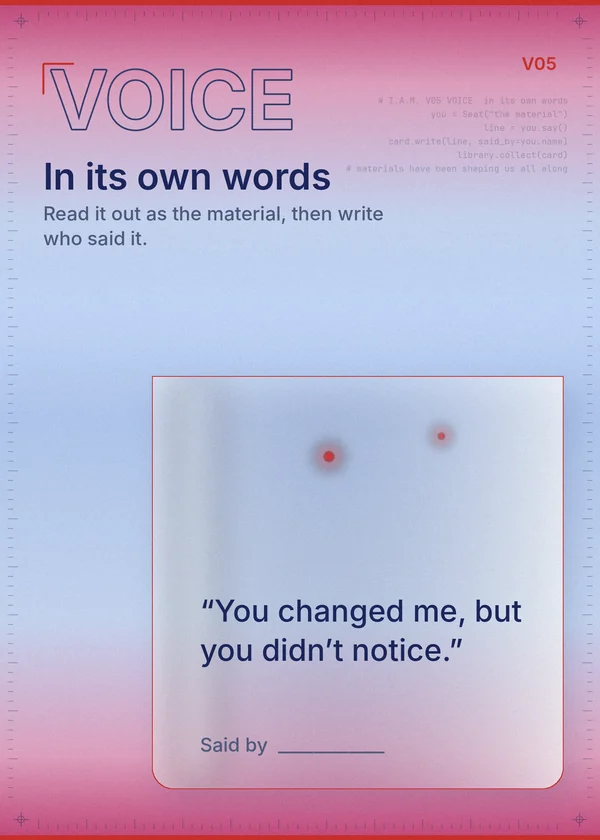 V05
VOICE
# I.A.M. V05 VOICE in its own words
you = Seat("the material")
line = you.say()
card.write(line, said_by=you.name)
library.collect(card)
# materials have been shaping us all along
In its own words
Read it out as the material, then write
who said it.
“You changed me, but
you didn’t notice.”
Said by ___________